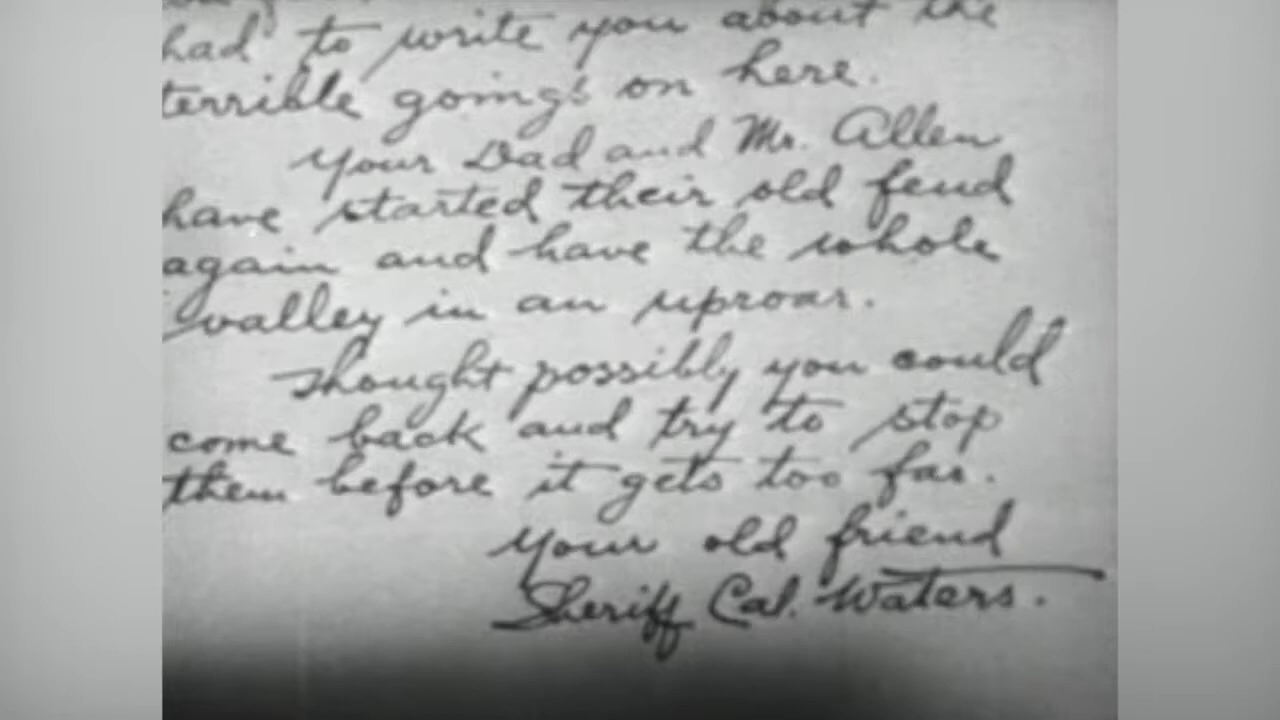 had to write you about the
terrible goings on here.
Your Dad and Mr. Allen
have started their old feud
again and have the whole
valley in an uproar.
Thought possibly you could
come back and try to stop
them before it gets too far.
Your old friend
Sheriff Cal. Waters.